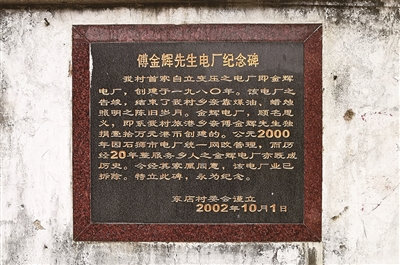 傅金辉先生电厂纪念碑
我村首家自立变压之电厂即金辉
电厂，创建于一九八〇年。该电厂之
告竣，结束了我村乡亲靠煤油、蜡烛
照明之陈旧岁月。金辉电厂，顾名思
义，即系我村旅港乡亲傅金辉先生独
捐叁拾万元港币创建的。公元2000
年因石狮市电厂统一网改管理，而历
经20年整服务乡人之金辉电厂亦既成
历史。今经其家属同意，该电厂业已
拆除。特立此碑，永为纪念。
东店村委会谨立
2002年10月1日